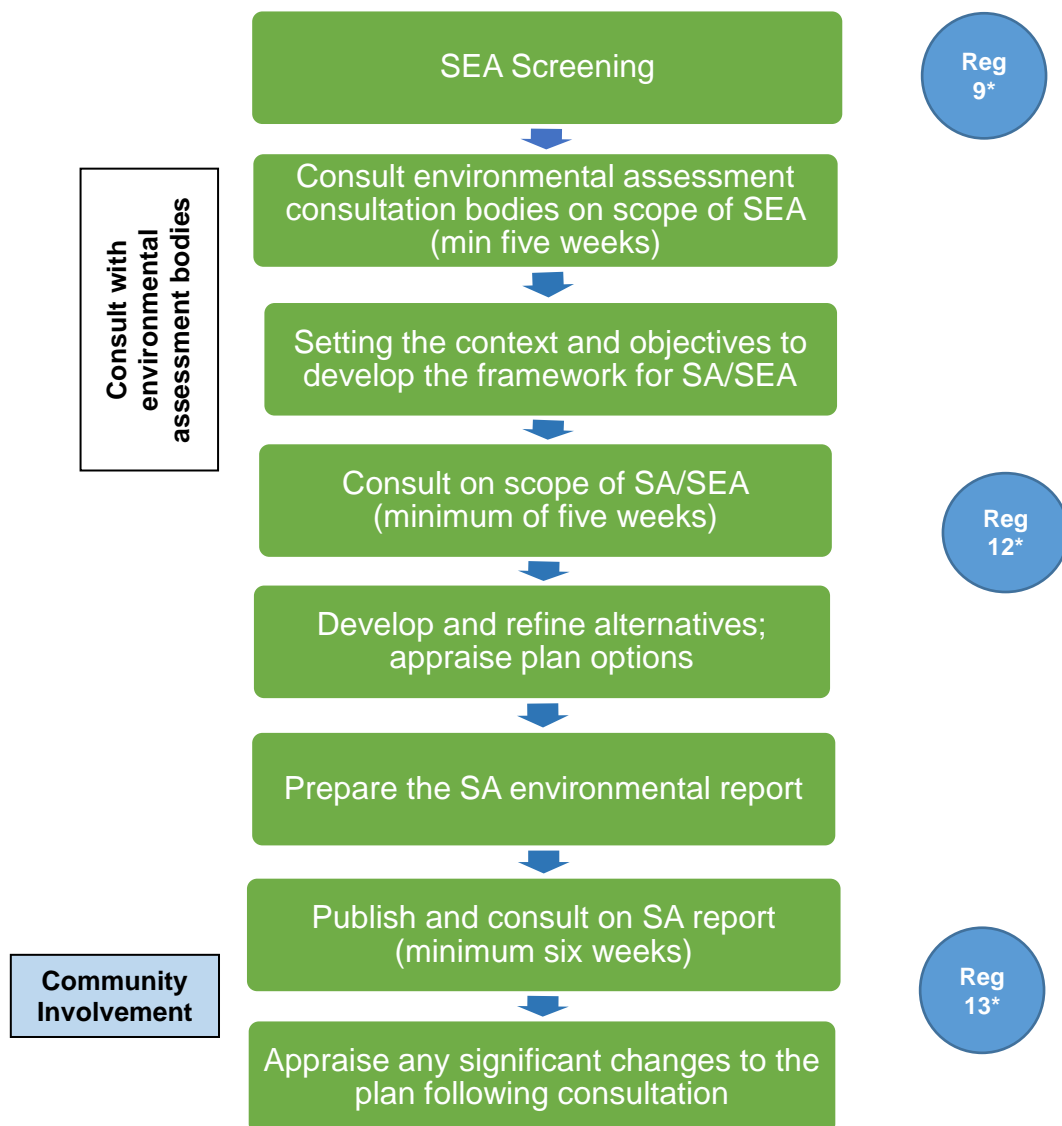 SEA Screening
Reg
9*
Consult with
environmental
assessment bodies
Consult environmental assessment
consultation bodies on scope of SEA
(min five weeks)
Setting the context and objectives to
develop the framework for SA/SEA
Consult on scope of SA/SEA
(minimum of five weeks)
Reg
12*
Develop and refine alternatives;
appraise plan options
Prepare the SA environmental report
Publish and consult on SA report
(minimum six weeks)
Community
Involvement
Reg
13*
Appraise any significant changes to the
plan following consultation